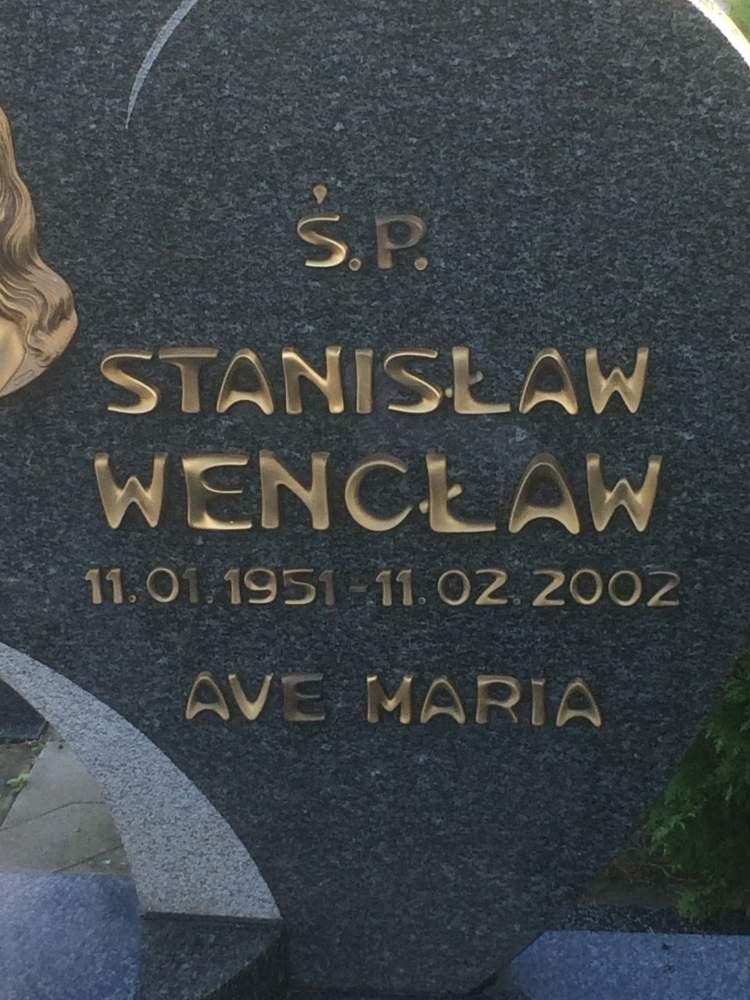 Ś.P.
STANISŁAW
WENCŁAW
11.01.1951-11.02.2002
AVE MARIA